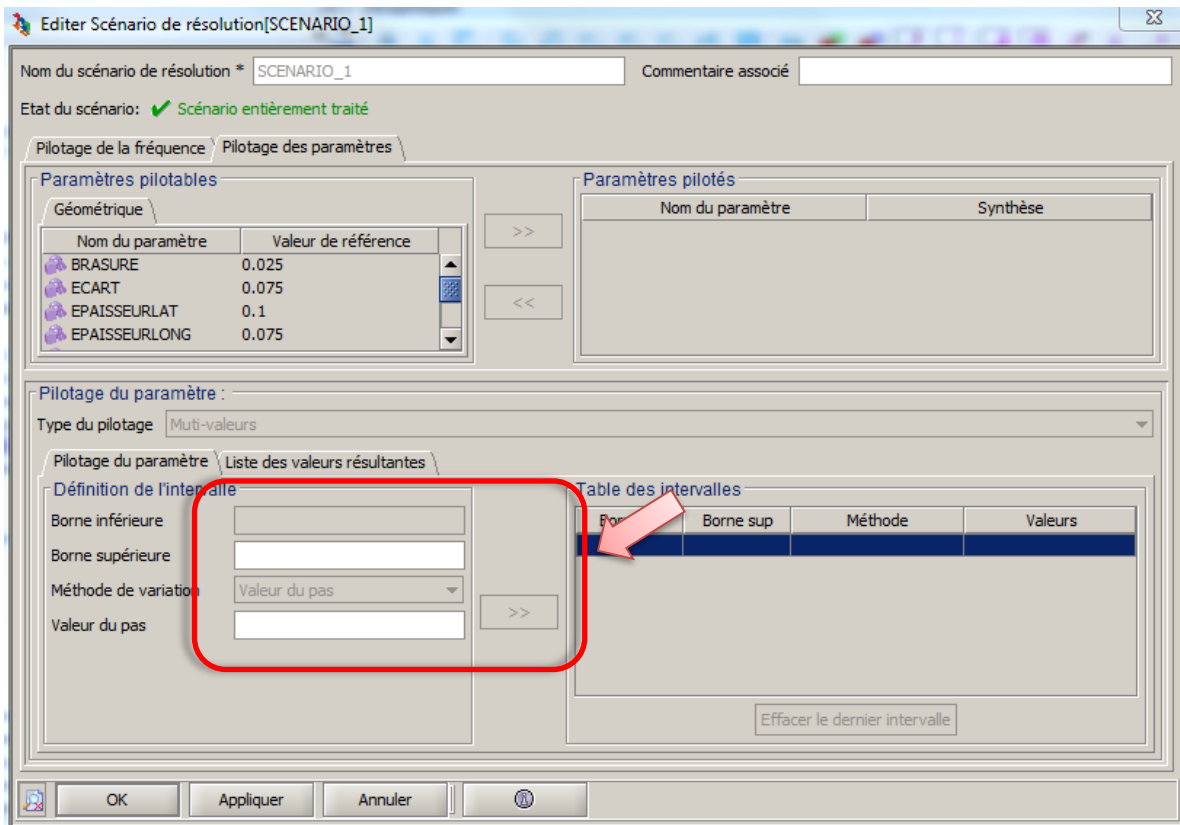 Editer Scénario de résolution[SCENARIO_1]
Nom du scénario de résolution * SCENARIO_1 Commentaire associé
Etat du scénario: ✔ Scénario entièrement traité
Pilotage de la fréquence Pilotage des paramètres
Paramètres pilotables Paramètres pilotés
Géométrique Nom du paramètre Synthèse
Nom du paramètre Valeur de référence >>
BRASURE 0.025
ECART 0.075
EPAISSEURLAT 0.1 <<
EPAISSEURLONG 0.075
Pilotage du paramètre :
Type du pilotage Muti-valeurs
Pilotage du paramètre Liste des valeurs résultantes
Définition de l'intervalle Table des intervalles
Borne inférieure Borne sup Méthode Valeurs
Borne supérieure
Méthode de variation Valeur du pas
Valeur du pas >>
Effacer le dernier intervalle
OK Appliquer Annuler